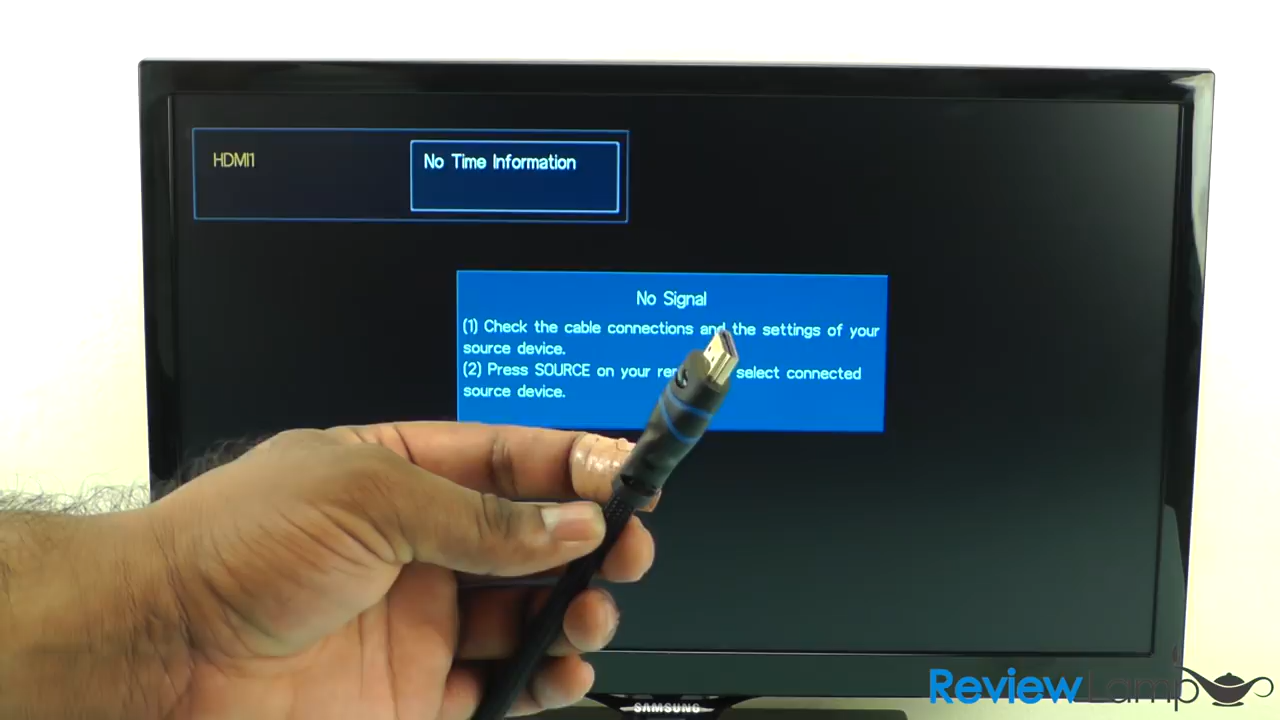 HDMI1
No Time Information
No Signal
(1) Check the cable connections and the settings of your
source device.
(2) Press SOURCE on your select connected
source device.
SAMSUNG
ReviewLamp